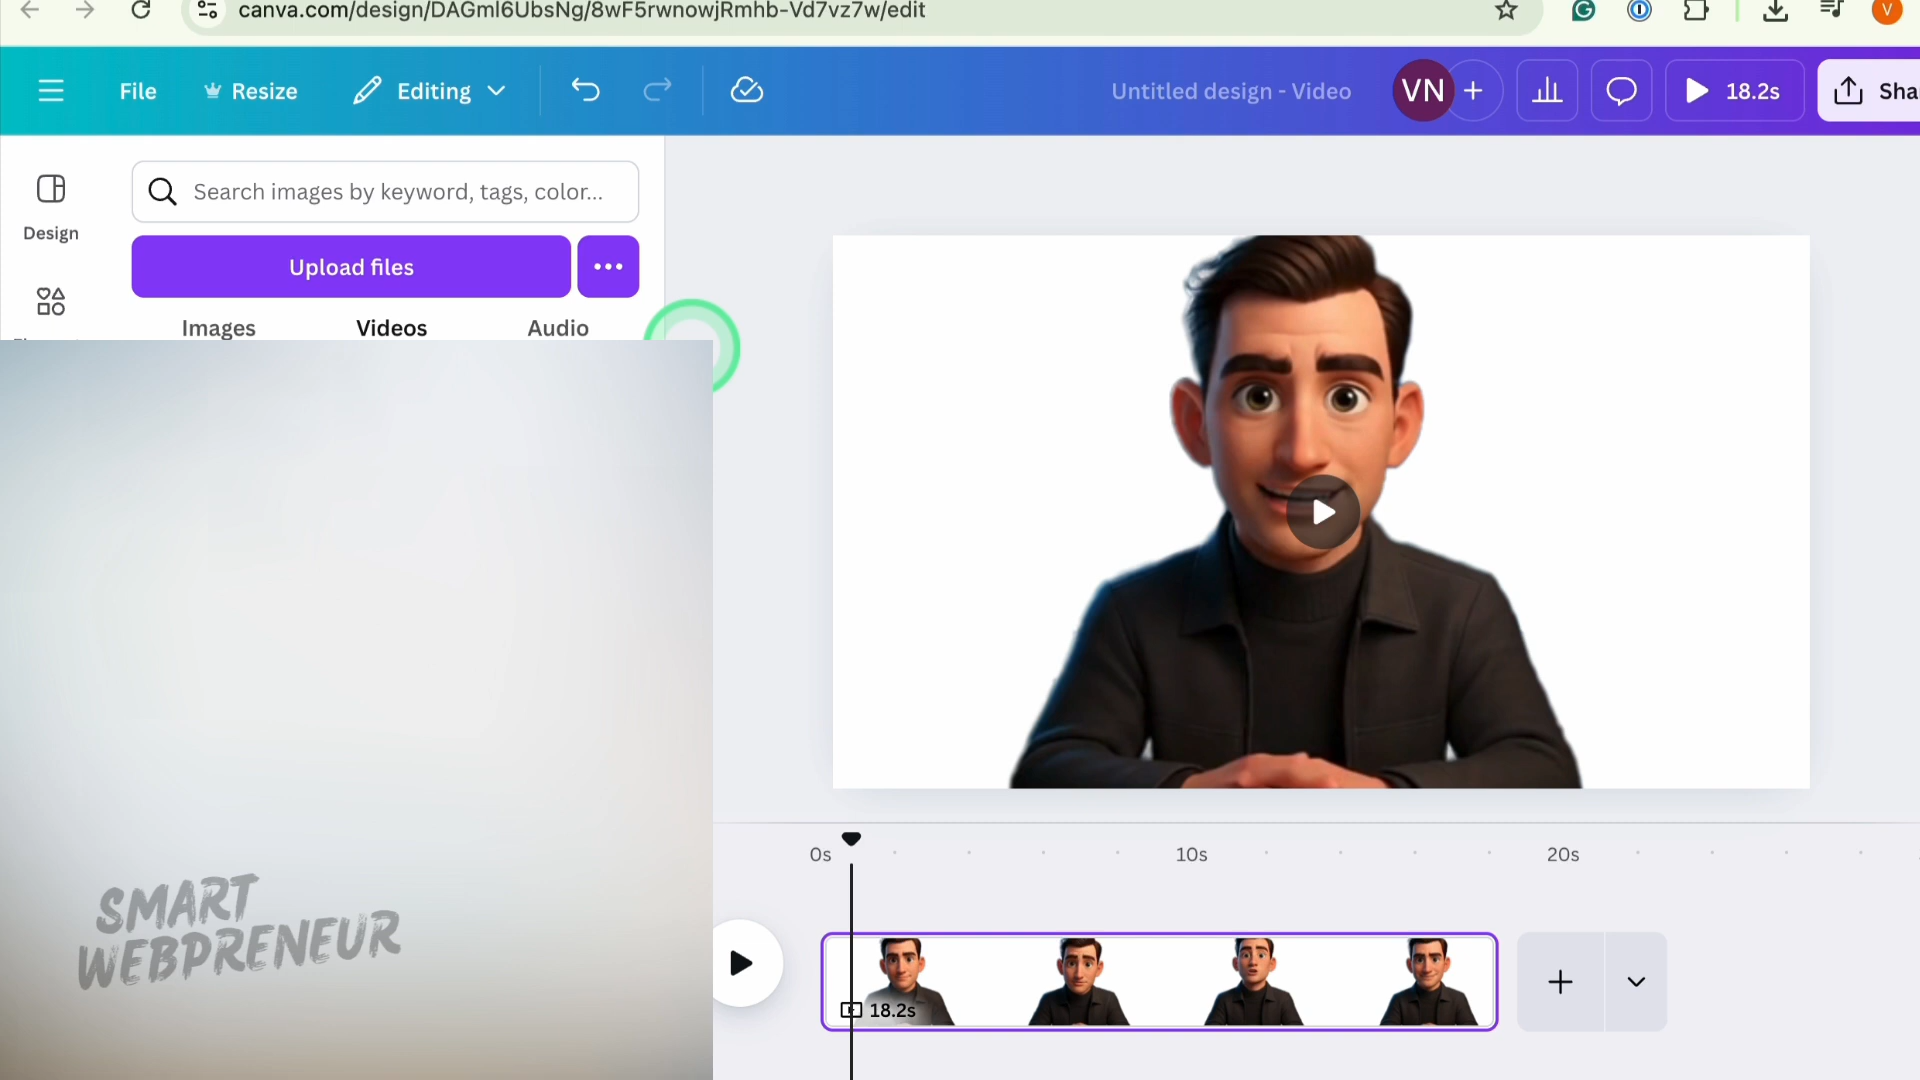 canva.com/design/DAGml6UbsNg/8wF5rwnowjRmhb-Vd7vz7w/edit
V
File
Resize
Editing
Untitled design - Video
VN
18.2s
Sha
Search images by keyword, tags, color...
Design
Upload files
Images
Videos
Audio
0s
10s
20s
18.2s
SMART
WEBPRENEUR